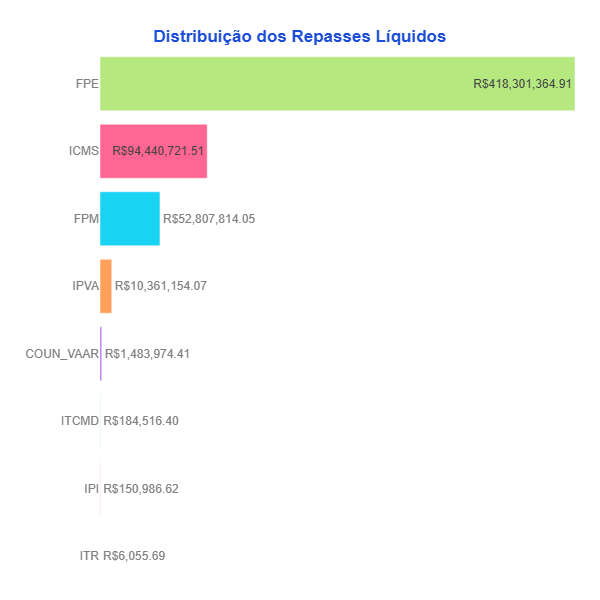 Distribuição dos Repasses Líquidos
FPE R$418,301,364.91
ICMS R$94,440,721.51
FPM R$52,807,814.05
IPVA R$10,361,154.07
COUN_VAAR R$1,483,974.41
ITCMD R$184,516.40
IPI R$150,986.62
ITR R$6,055.69